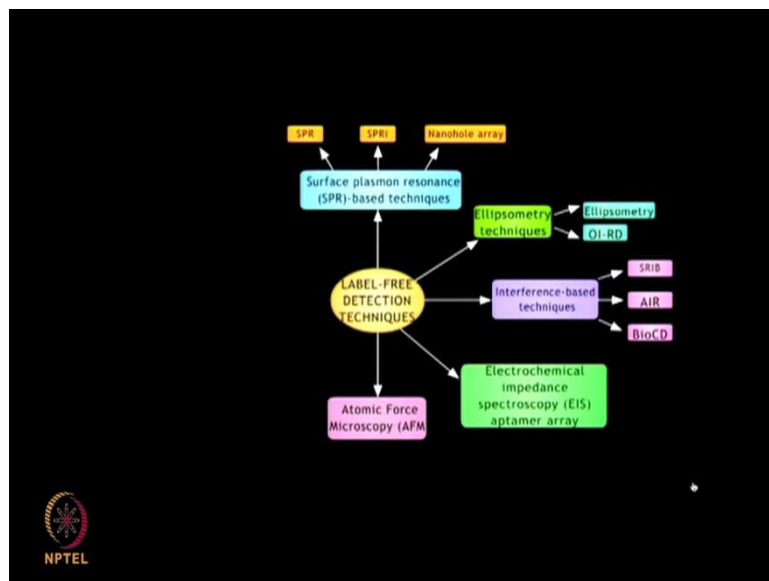 SPR
SPRi
Nanohole array
Surface plasmon resonance
(SPR)-based techniques
Ellipsometry
techniques
Ellipsometry
OI-RD
LABEL-FREE
DETECTION
TECHNIQUES
Interference-based
techniques
SRIB
AIR
BioCD
Electrochemical
impedance
spectroscopy (EIS)
aptamer array
Atomic Force
Microscopy (AFM
NPTEL